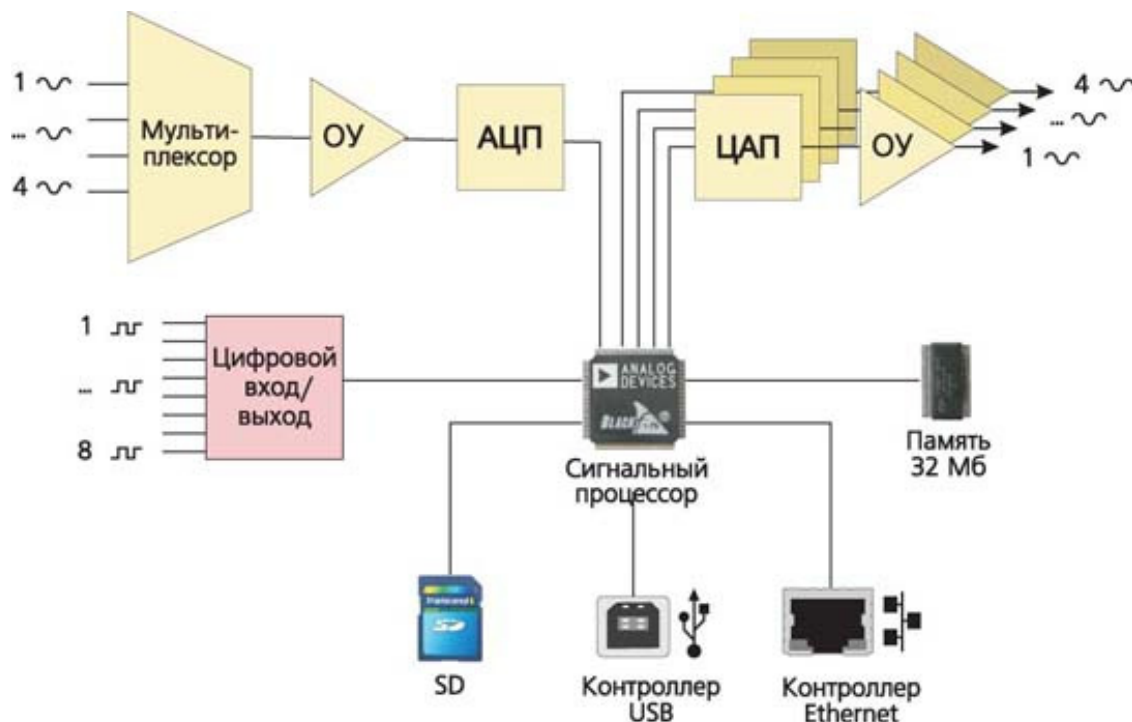 1
...
4
Мульти-
плексор
ОУ
АЦП
ЦАП
ОУ
4
...
1
1
...
8
Цифровой
вход/
выход
ANALOG
DEVICES
Сигнальный
процессор
Память
32 Мб
Transcend
SD
Контроллер
USB
Контроллер
Ethernet